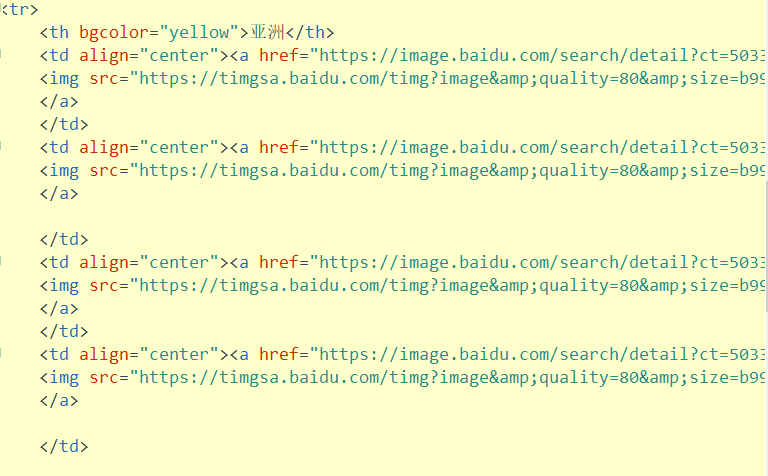 <tr>
<th bgcolor="yellow">亚洲</th>
<td align="center"><a href="https://image.baidu.com/search/detail?ct=5033
<img src="https://timgsa.baidu.com/timg?image&amp;quality=80&amp;size=b99
</a>
</td>
<td align="center"><a href="https://image.baidu.com/search/detail?ct=5033
<img src="https://timgsa.baidu.com/timg?image&amp;quality=80&amp;size=b99
</a>
</td>
<td align="center"><a href="https://image.baidu.com/search/detail?ct=5033
<img src="https://timgsa.baidu.com/timg?image&amp;quality=80&amp;size=b99
</a>
</td>
<td align="center"><a href="https://image.baidu.com/search/detail?ct=5033
<img src="https://timgsa.baidu.com/timg?image&amp;quality=80&amp;size=b99
</a>
</td>